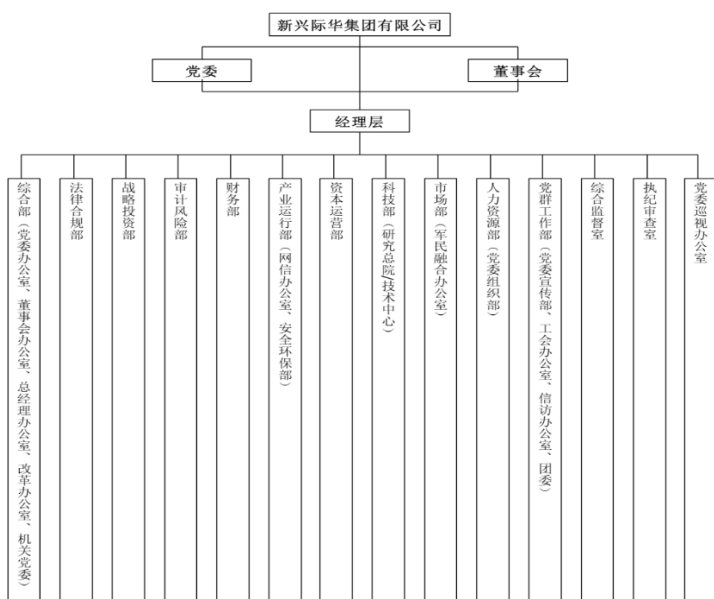 新兴际华集团有限公司
党委
董事会
经理层
综合部（党委办公室、董事会办公室、总经理办公室、改革办公室、机关党委）
法律合规部
战略投资部
审计风险部
财务部
产业运行部（网信办公室、安全环保部）
资本运营部
科技部（研究总院/技术中心）
市场部（军民融合办公室）
人力资源部（党委组织部）
党群工作部（党委宣传部、工会办公室、信访办公室、团委）
综合监督室
执纪审查室
党委巡视办公室